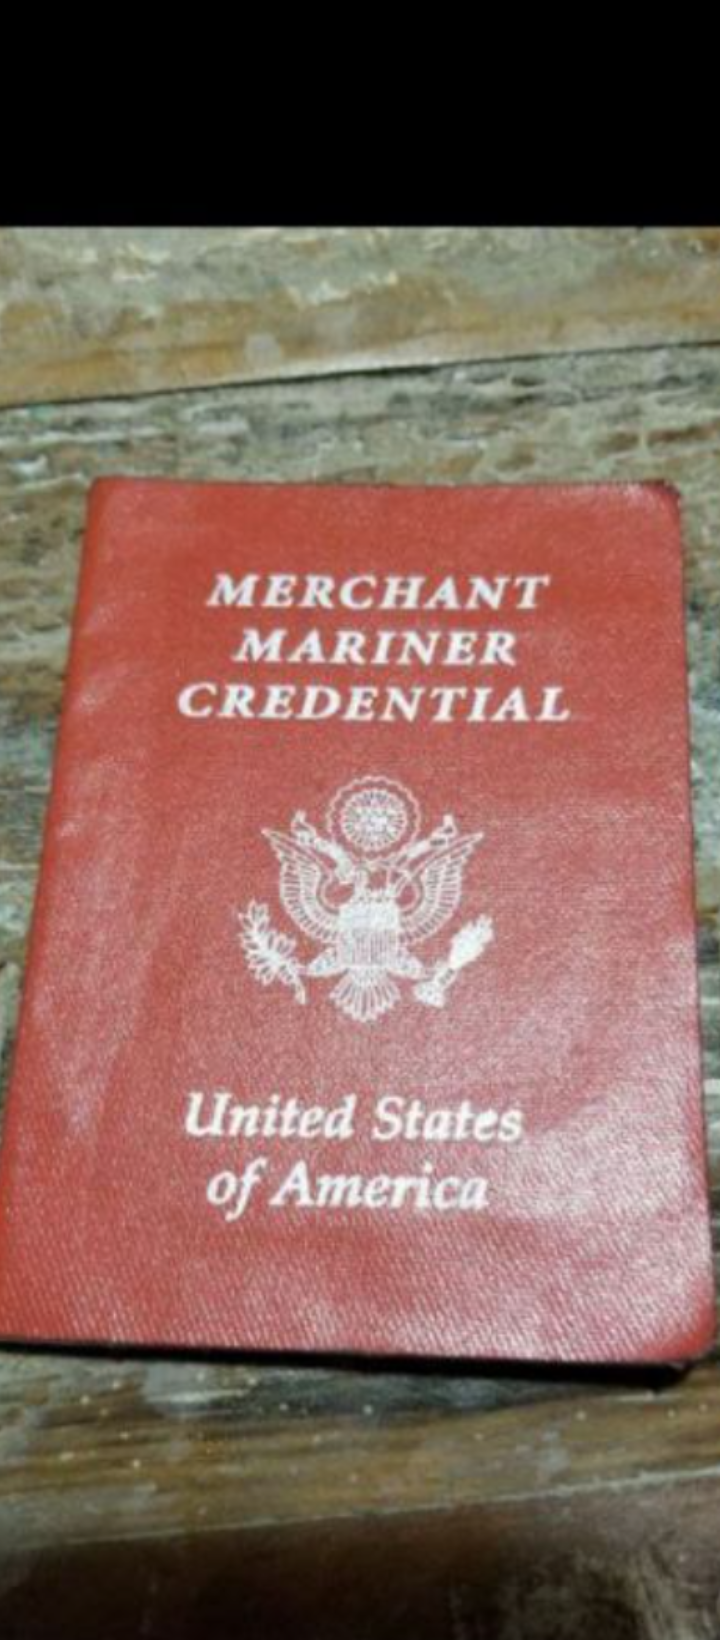 MERCHANT
MARINER
CREDENTIAL
United States
of America